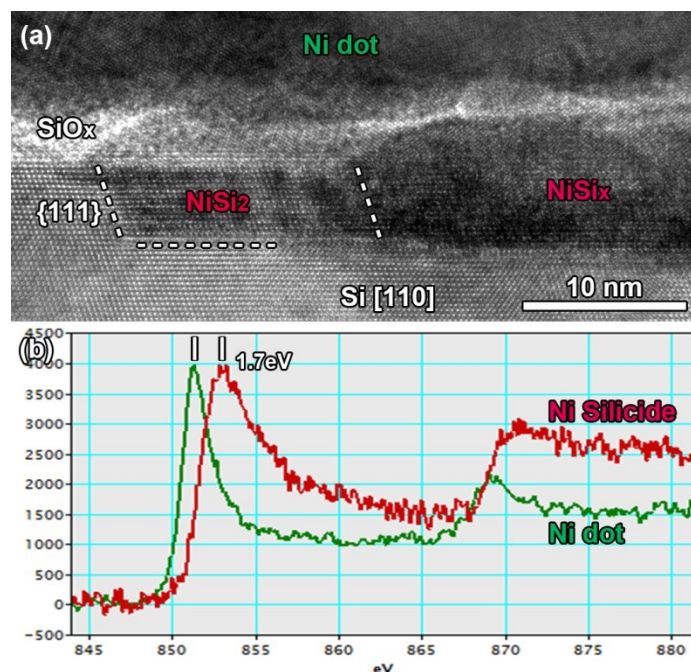 (a)
Ni dot
SiOx
{111}
NiSi2
NiSix
Si [110]
10 nm
(b)
4500
4000
3500
3000
2500
2000
1500
1000
500
0
-500
1.7eV
Ni Silicide
Ni dot
845 850 855 860 865 870 875 880
eV